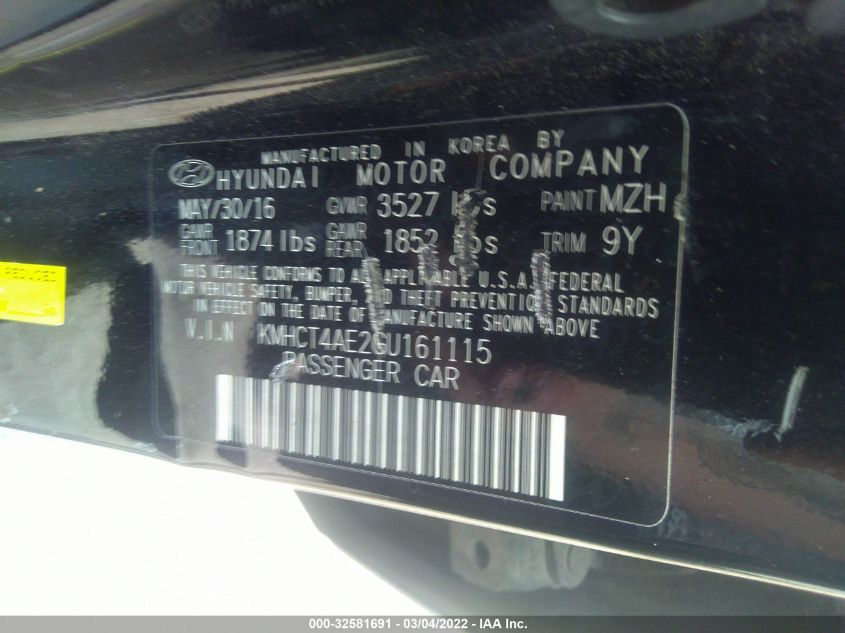 MANUFACTURED IN KOREA BY
HYUNDAI MOTOR COMPANY
MAY/30/16 GVWR 3527 lbs PAINT MZH
GAWR FRONT 1874 lbs GAWR REAR 1852 lbs TRIM 9Y
THIS VEHICLE CONFORMS TO ALL APPLICABLE U.S.A. FEDERAL
MOTOR VEHICLE SAFETY, BUMPER, AND THEFT PREVENTION STANDARDS
IN EFFECT ON THE DATE OF MANUFACTURE SHOWN ABOVE
V.I.N KMHCT4AE2GU161115
PASSENGER CAR
REDUCED
000-32581691 - 03/04/2022 - IAA Inc.